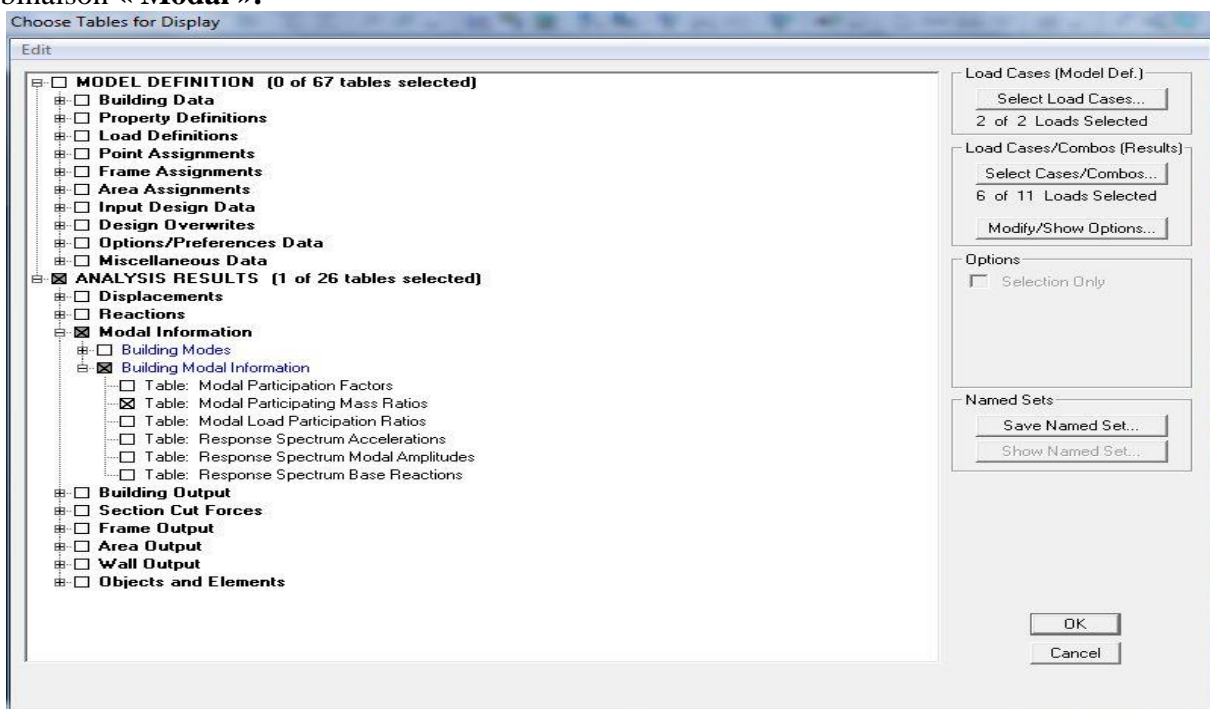 « Modal ».
Choose Tables for Display
Edit
MODEL DEFINITION (0 of 67 tables selected)
Building Data
Property Definitions
Load Definitions
Point Assignments
Frame Assignments
Area Assignments
Input Design Data
Design Overwrites
Options/Preferences Data
Miscellaneous Data
ANALYSIS RESULTS (1 of 26 tables selected)
Displacements
Reactions
Modal Information
Building Modes
Building Modal Information
Table: Modal Participation Factors
Table: Modal Participating Mass Ratios
Table: Modal Load Participation Ratios
Table: Response Spectrum Accelerations
Table: Response Spectrum Modal Amplitudes
Table: Response Spectrum Base Reactions
Building Output
Section Cut Forces
Frame Output
Area Output
Wall Output
Objects and Elements
Load Cases (Model Def.)
Select Load Cases...
2 of 2 Loads Selected
Load Cases/Combos (Results)
Select Cases/Combos...
6 of 11 Loads Selected
Modify/Show Options...
Options
Selection Only
Named Sets
Save Named Set...
Show Named Set...
OK
Cancel